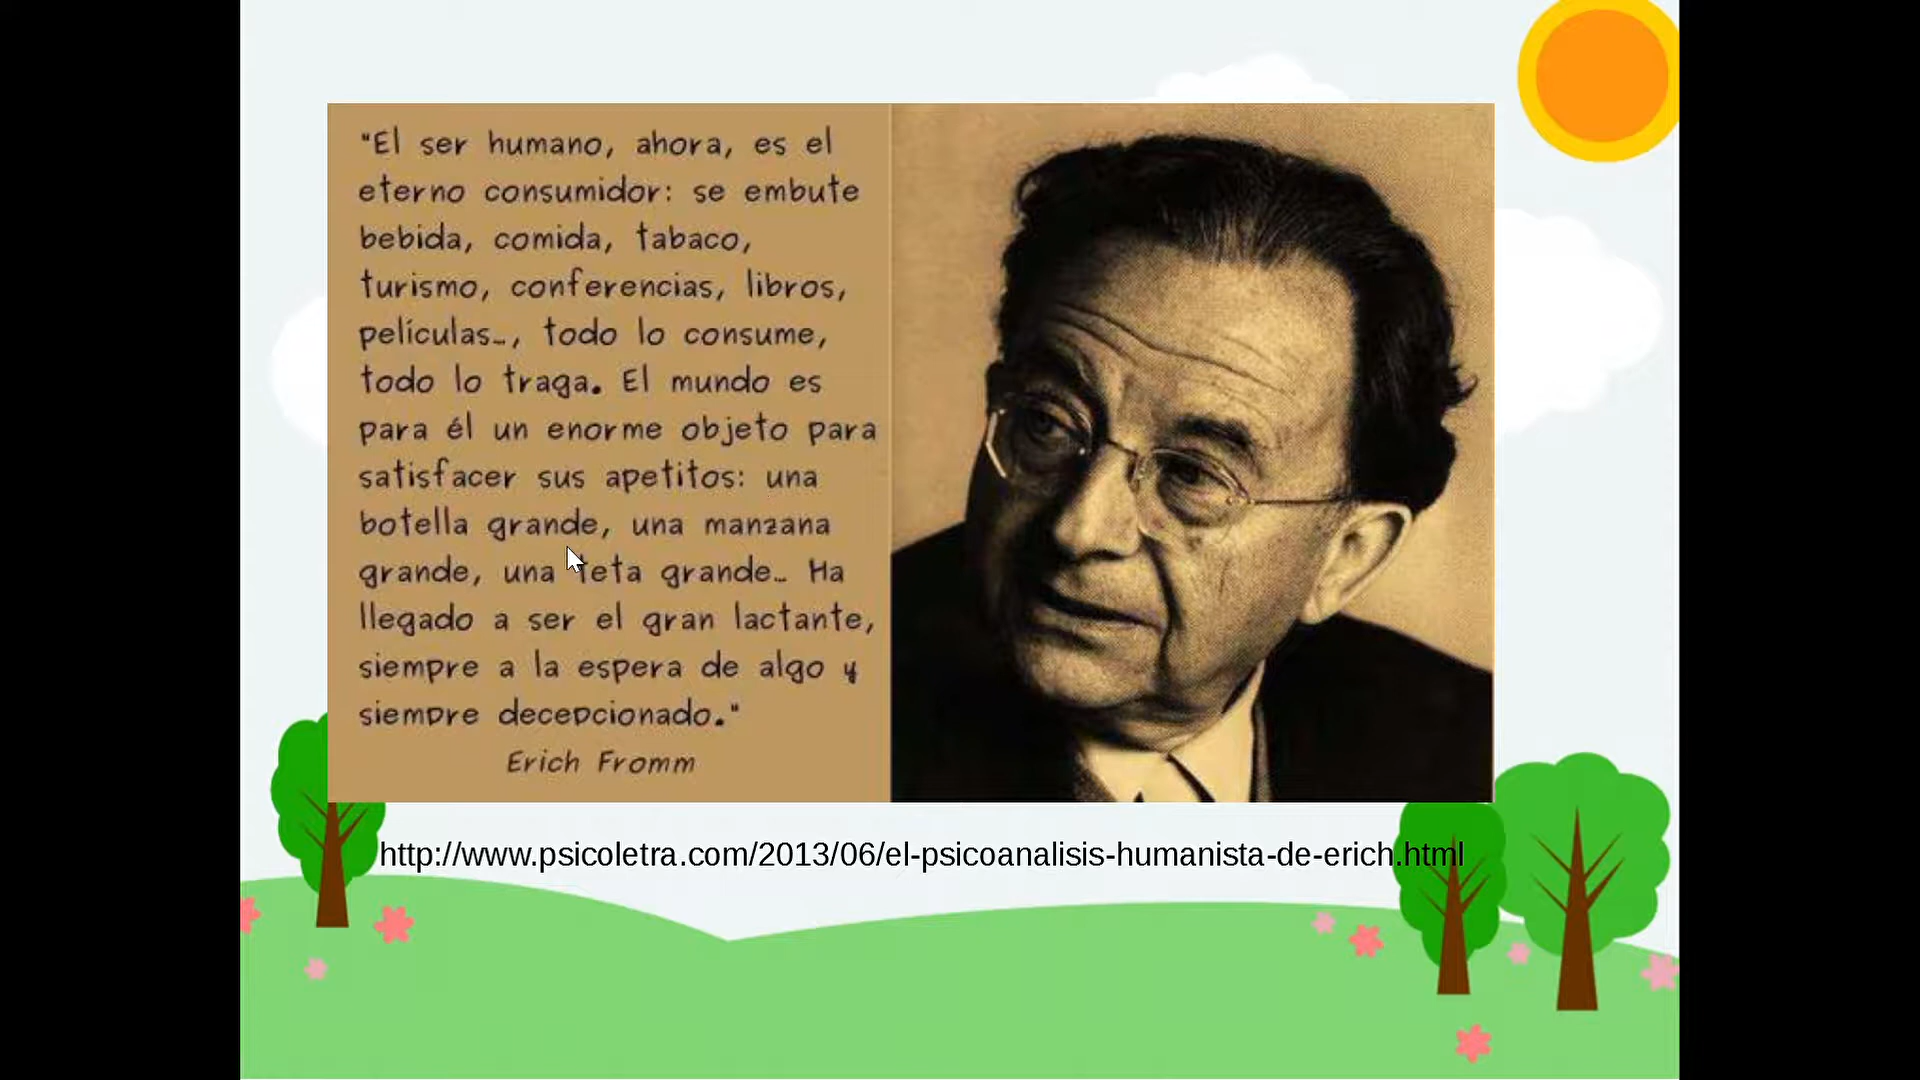 "El ser humano, ahora, es el
eterno consumidor: se embute
bebida, comida, tabaco,
turismo, conferencias, libros,
películas…, todo lo consume,
todo lo traga. El mundo es
para él un enorme objeto para
satisfacer sus apetitos: una
botella grande, una manzana
grande, una teta grande… Ha
llegado a ser el gran lactante,
siempre a la espera de algo y
siempre decepcionado."
Erich Fromm
http://www.psicoletra.com/2013/06/el-psicoanalisis-humanista-de-erich.html